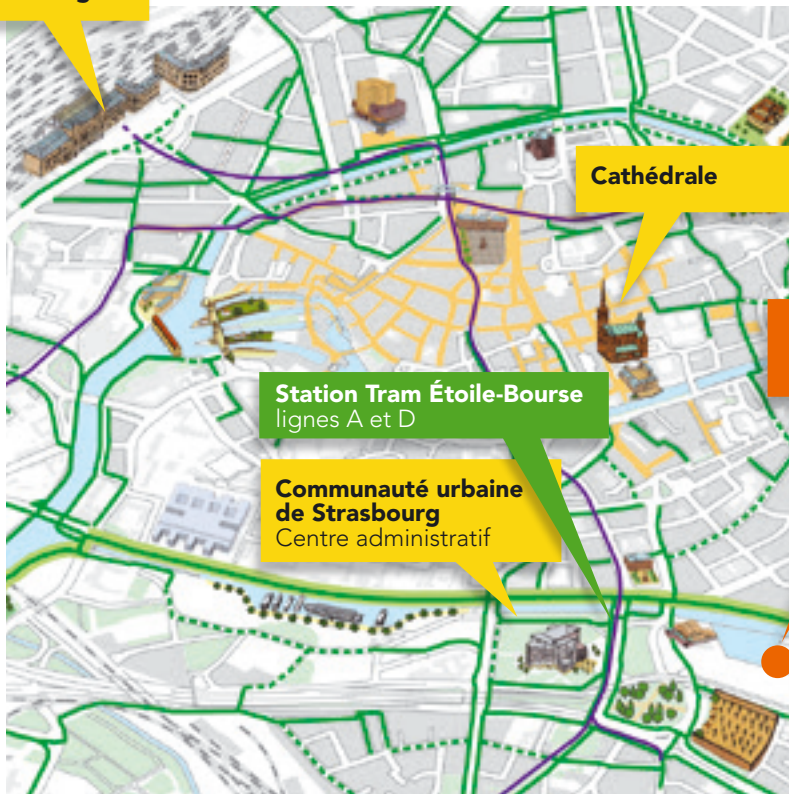 Cathédrale
Station Tram Étoile-Bourse
lignes A et D
Communauté urbaine
de Strasbourg
Centre administratif